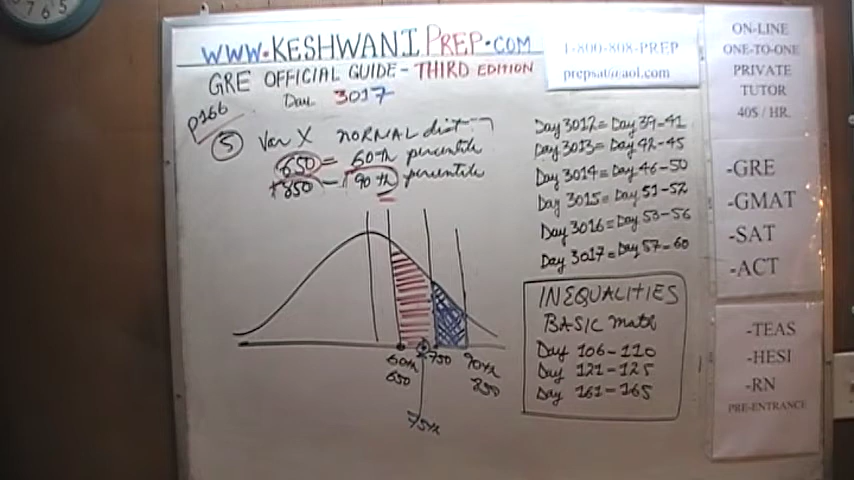 7 6 5
WWW.KESHWANIPREP.COM
GRE OFFICIAL GUIDE - THIRD EDITION
Day 3017
P166
5 Var X NORMAL dist
650 = 60th percentile
850 - 90th percentile
60th 750 90th
650 850
75th
1-800-808-PREP
prepsat@aol.com
Day 3012 = Day 39-41
Day 3013 = Day 42-45
Day 3014 = Day 46-50
Day 3015 = Day 51-52
Day 3016 = Day 53-56
Day 3017 = Day 57-60
INEQUALITIES
BASIC math
Day 106-110
Day 121-125
Day 161-165
ON-LINE
ONE-TO-ONE
PRIVATE
TUTOR
40$ / HR.
-GRE
-GMAT
-SAT
-ACT
-TEAS
-HESI
-RN
PRE-ENTRANCE